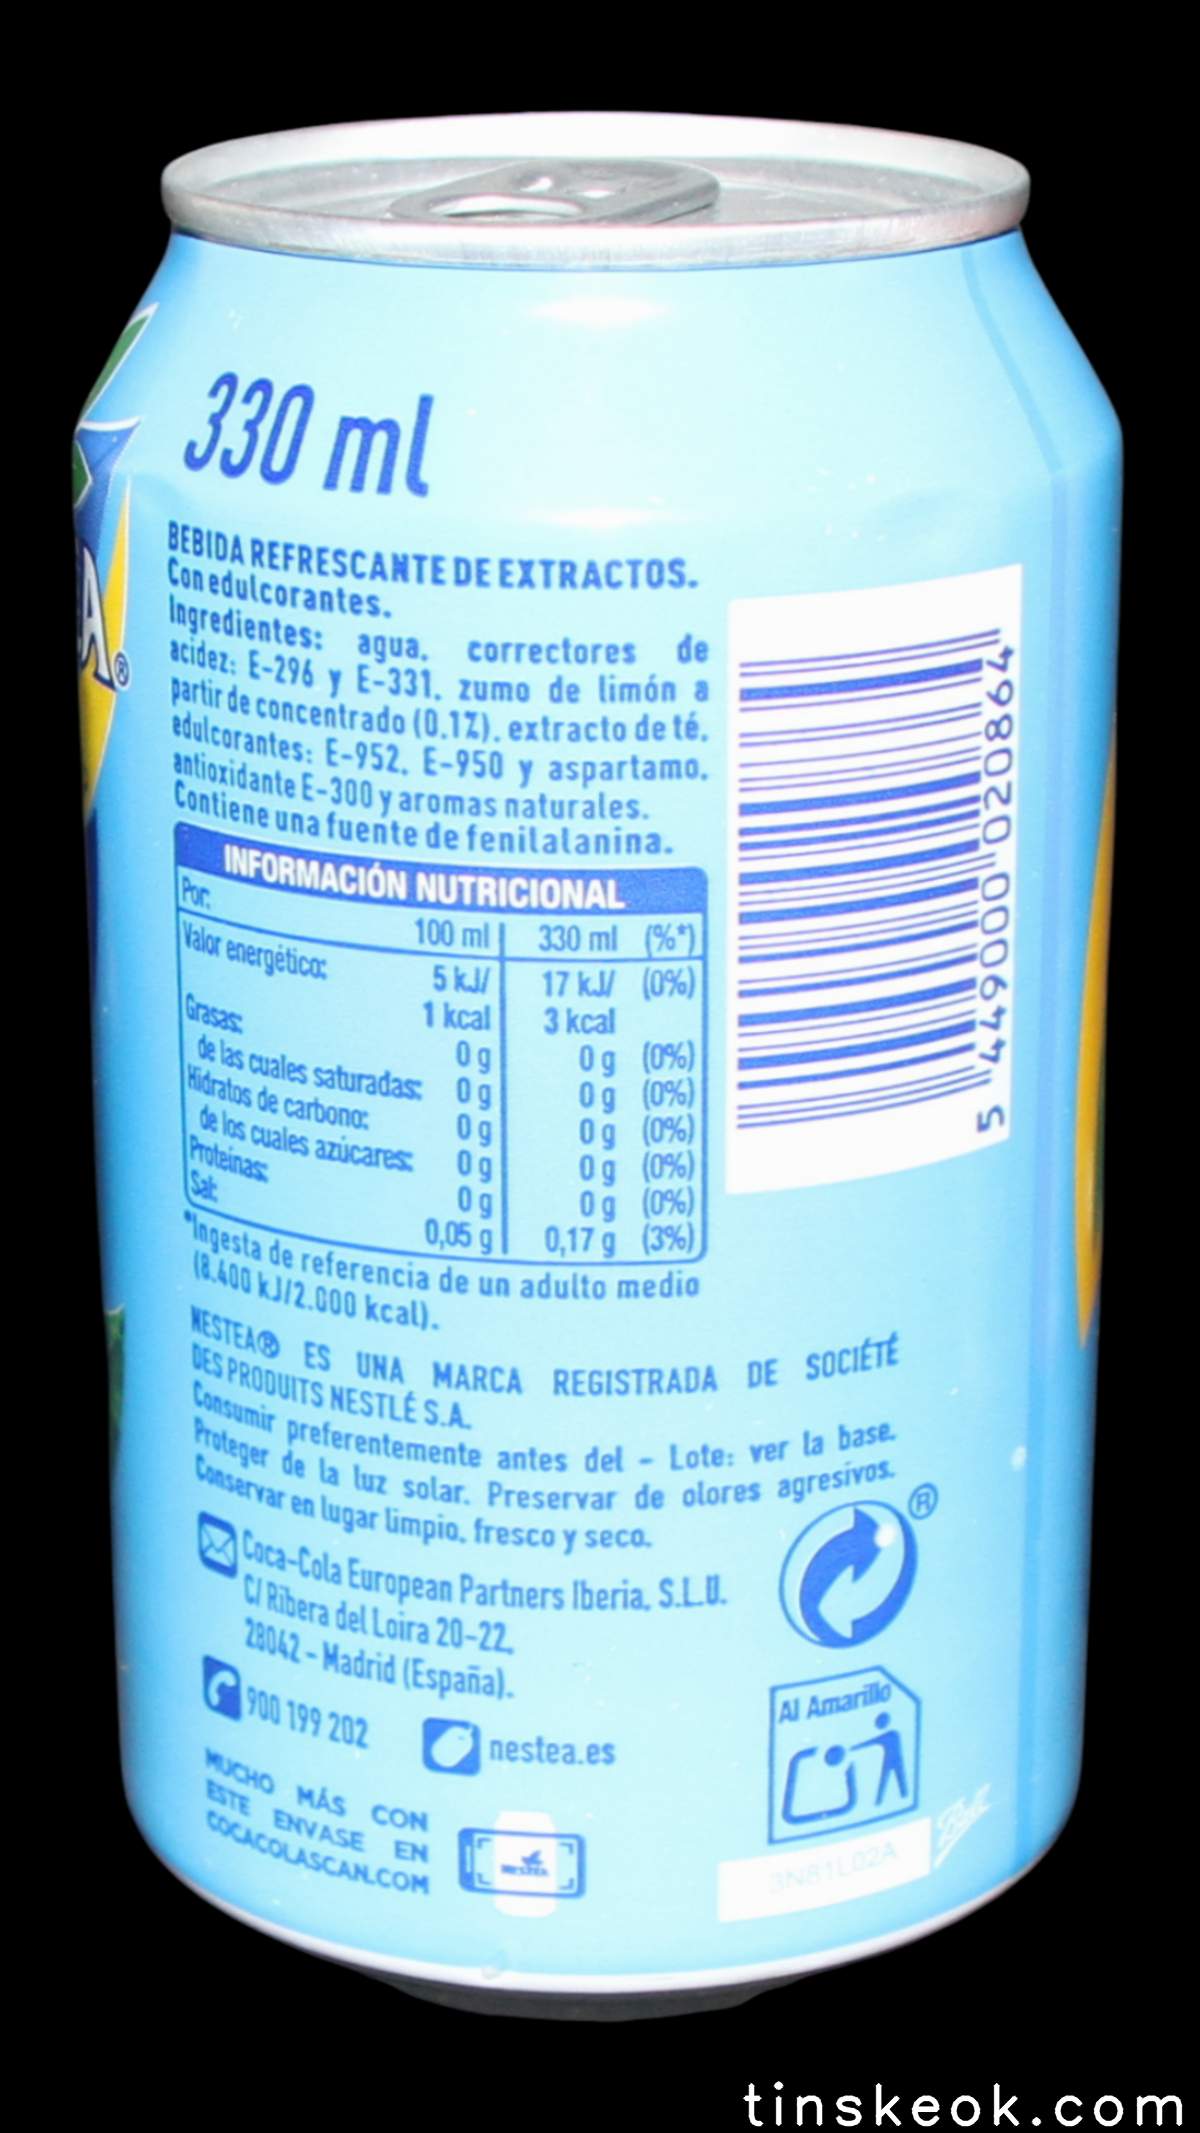 330 ml
BEBIDA REFRESCANTE DE EXTRACTOS.
Con edulcorantes.
Ingredientes: agua, correctores de
acidez: E-296 y E-331, zumo de limón a
partir de concentrado (0.1%), extracto de té,
edulcorantes: E-952, E-950 y aspartamo,
antioxidante E-300 y aromas naturales.
Contiene una fuente de fenilalanina.
INFORMACIÓN NUTRICIONAL
Por: 100 ml 330 ml (%*)
Valor energético: 5 kJ/ 17 kJ/ (0%)
1 kcal 3 kcal
Grasas: 0 g 0 g (0%)
de las cuales saturadas: 0 g 0 g (0%)
Hidratos de carbono: 0 g 0 g (0%)
de los cuales azúcares: 0 g 0 g (0%)
Proteínas: 0 g 0 g (0%)
Sal: 0,05 g 0,17 g (3%)
*Ingesta de referencia de un adulto medio
(8.400 kJ/2.000 kcal).
NESTEA® ES UNA MARCA REGISTRADA DE SOCIÉTÉ
DES PRODUITS NESTLÉ S.A.
Consumir preferentemente antes del - Lote: ver la base.
Proteger de la luz solar. Preservar de olores agresivos.
Conservar en lugar limpio, fresco y seco.
Coca-Cola European Partners Iberia, S.L.U.
C/ Ribera del Loira 20-22,
28042 - Madrid (España).
900 199 202
nestea.es
MUCHO MÁS CON
ESTE ENVASE EN
COCACOLASCAN.COM
NESTEA
5 449000 020864
®
Al Amarillo
Ball
3N81L02A
A®
tinskeok.com